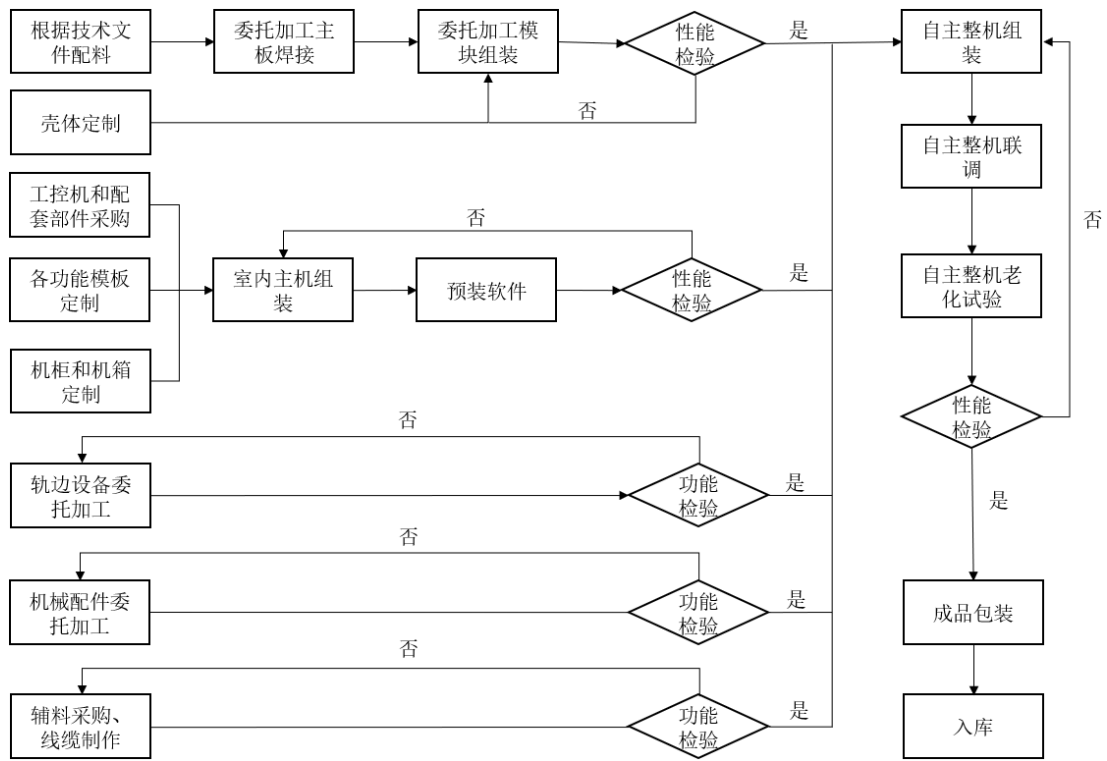 根据技术文
件配料
委托加工主
板焊接
委托加工模
块组装
性能
检验
是
自主整机组
装
壳体定制
否
自主整机联
调
工控机和配
套部件采购
否
否
各功能模板
定制
室内主机组
装
预装软件
性能
检验
是
自主整机老
化试验
机柜和机箱
定制
性能
检验
否
轨边设备委
托加工
功能
检验
是
是
否
机械配件委
托加工
功能
检验
是
成品包装
否
辅料采购、
线缆制作
功能
检验
是
入库